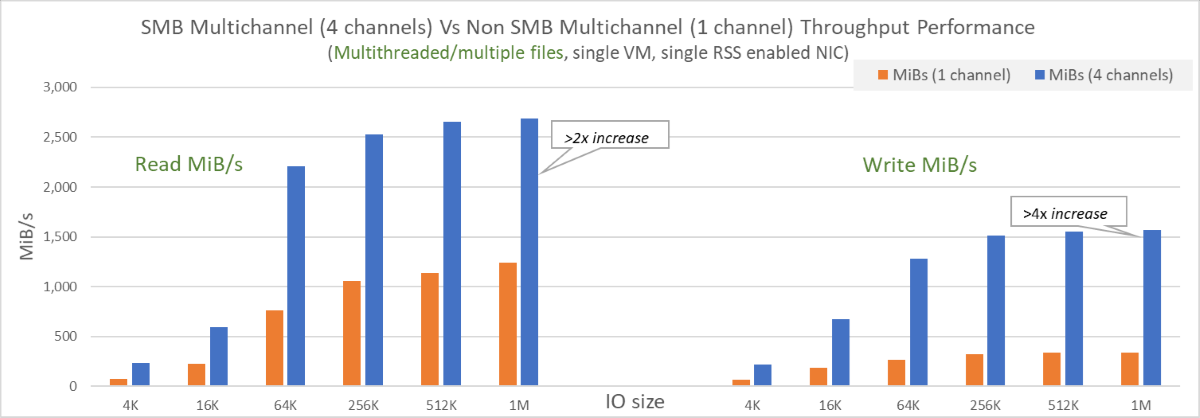 SMB Multichannel (4 channels) Vs Non SMB Multichannel (1 channel) Throughput Performance
(Multithreaded/multiple files, single VM, single RSS enabled NIC)
MiBs (1 channel) MiBs (4 channels)
3,000
2,500
2,000
1,500
1,000
500
0
MiB/s
Read MiB/s
>2x increase
Write MiB/s
>4x increase
4K 16K 64K 256K 512K 1M IO size 4K 16K 64K 256K 512K 1M